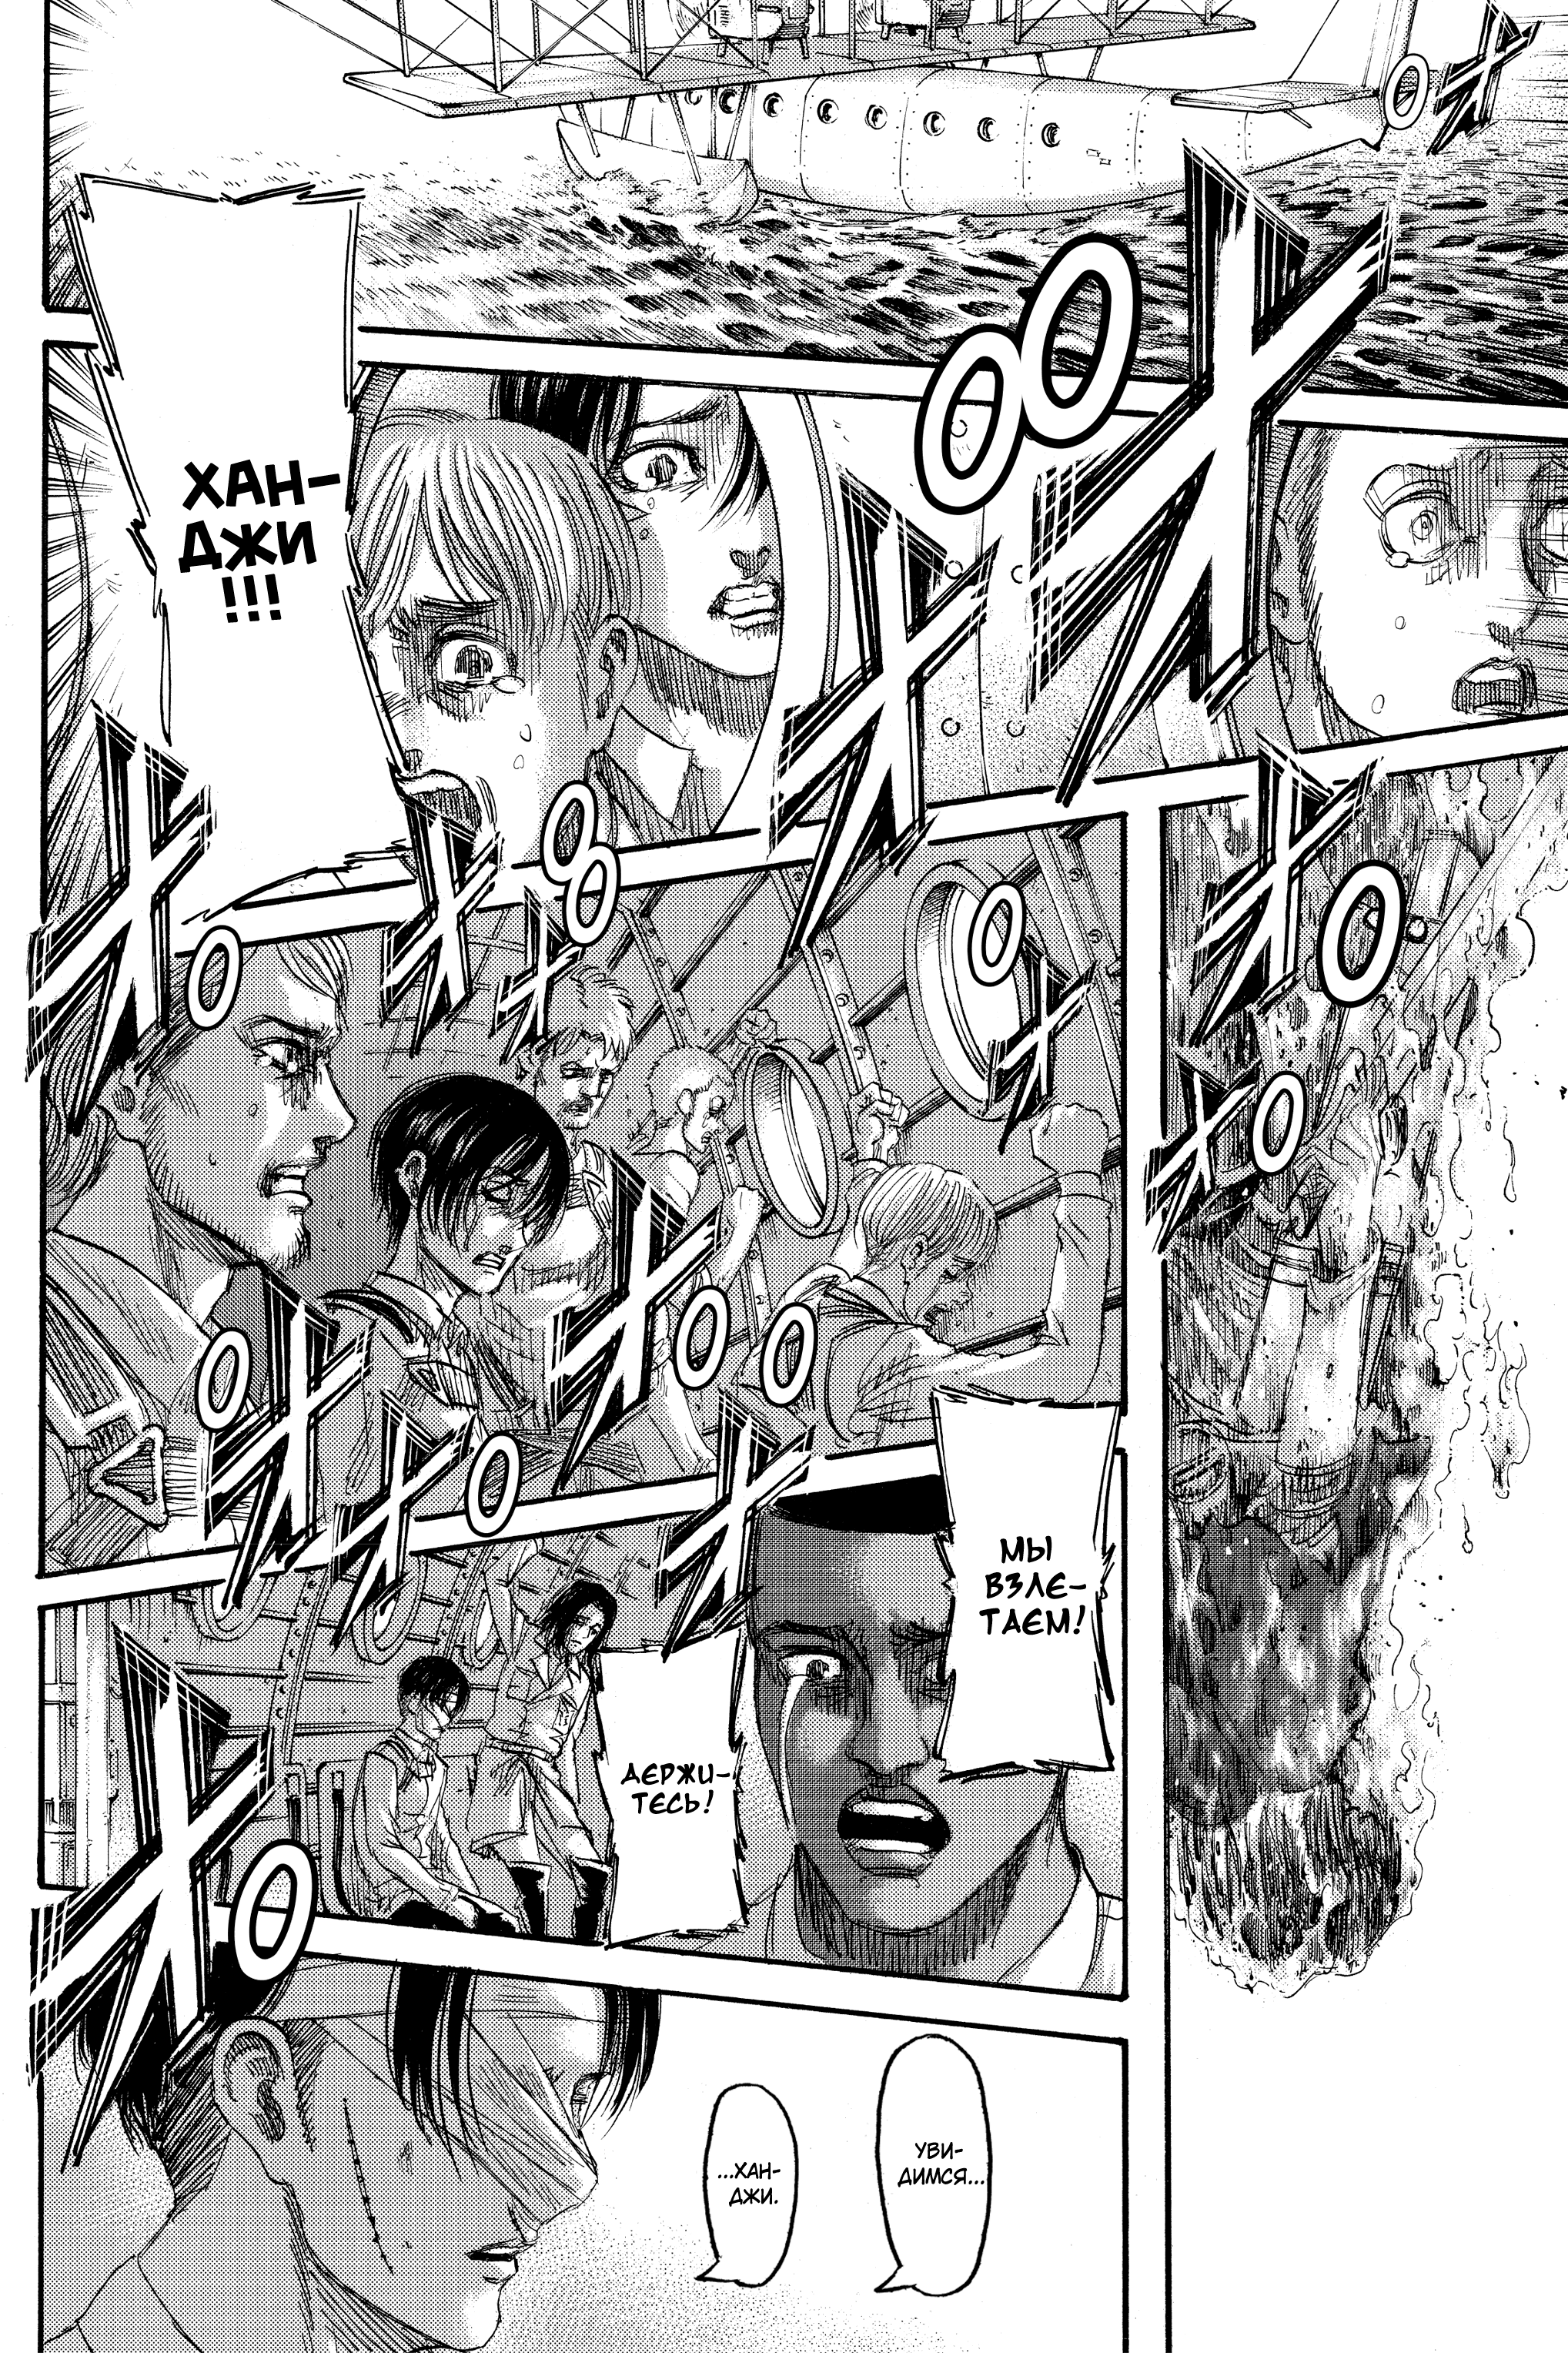 ХАН-
ДЖИ
!!!
МЫ
ВЗЛЕ-
ТАЕМ!
ДЕРЖИ-
ТЕСЬ!
УВИ-
ДИМСЯ...
...ХАН-
ДЖИ.